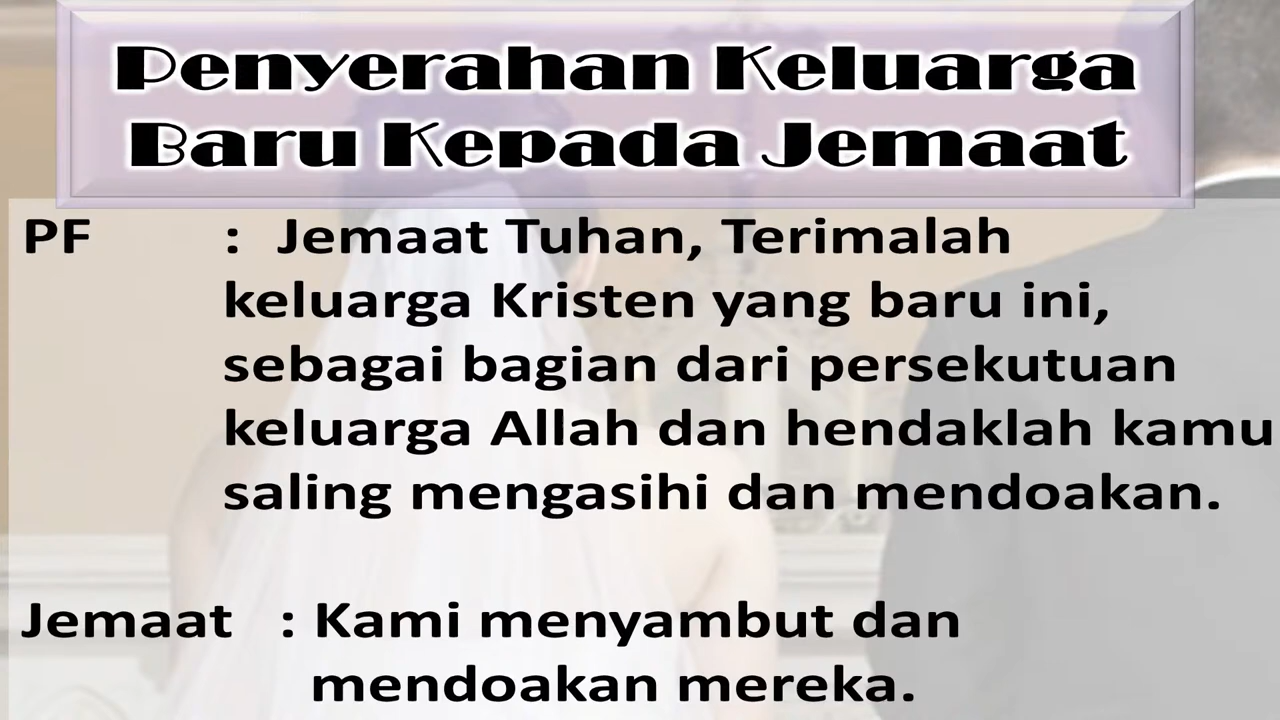 Penyerahan Keluarga
Baru Kepada Jemaat
PF : Jemaat Tuhan, Terimalah
keluarga Kristen yang baru ini,
sebagai bagian dari persekutuan
keluarga Allah dan hendaklah kamu
saling mengasihi dan mendoakan.
Jemaat : Kami menyambut dan
mendoakan mereka.